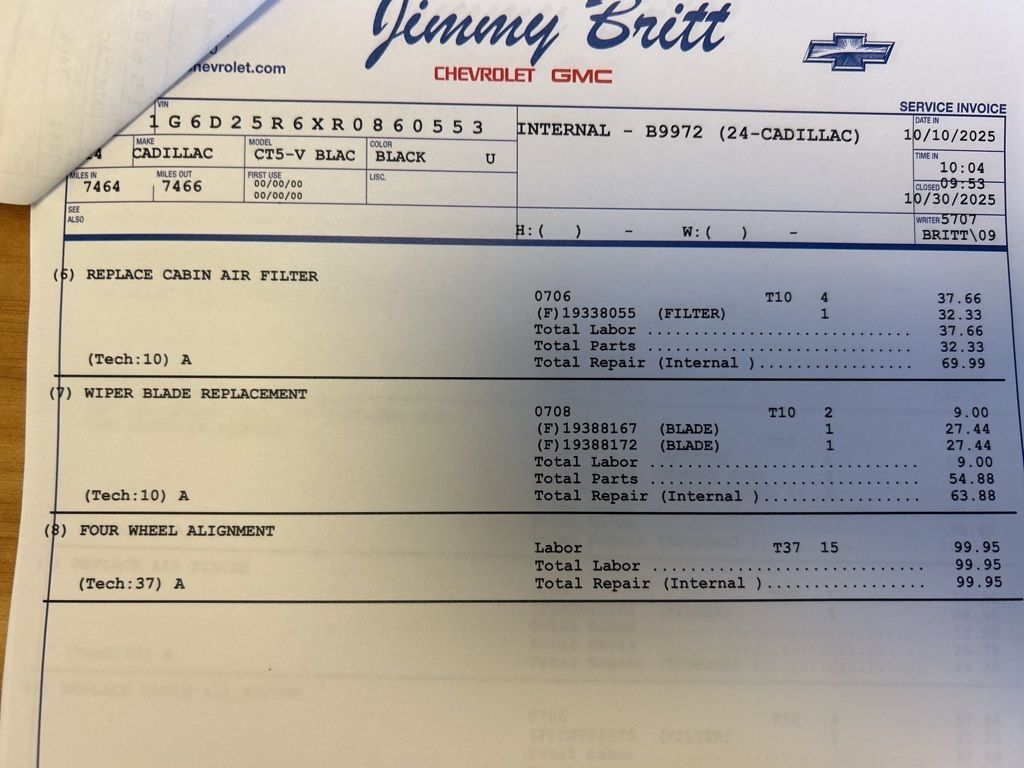 Jimmy Britt
CHEVROLET GMC
hevrolet.com
SERVICE INVOICE
VIN
1G6D25R6XR0860553
INTERNAL - B9972 (24-CADILLAC)
DATE IN
10/10/2025
MAKE
CADILLAC
MODEL
CT5-V BLAC
COLOR
BLACK U
TIME IN
10:04
MILES IN
7464
MILES OUT
7466
FIRST USE
00/00/00
00/00/00
LISC.
CLOSED 09:53
10/30/2025
SEE
ALSO
H:( ) - W:( ) -
WRITER 5707
BRITT\09
(6) REPLACE CABIN AIR FILTER
0706 T10 4 37.66
(F)19338055 (FILTER) 1 32.33
Total Labor ............................ 37.66
Total Parts ............................ 32.33
(Tech:10) A Total Repair (Internal )................ 69.99
(7) WIPER BLADE REPLACEMENT
0708 T10 2 9.00
(F)19388167 (BLADE) 1 27.44
(F)19388172 (BLADE) 1 27.44
Total Labor ............................ 9.00
Total Parts ............................ 54.88
(Tech:10) A Total Repair (Internal )................ 63.88
(8) FOUR WHEEL ALIGNMENT
Labor T37 15 99.95
Total Labor ............................ 99.95
(Tech:37) A Total Repair (Internal )................ 99.95